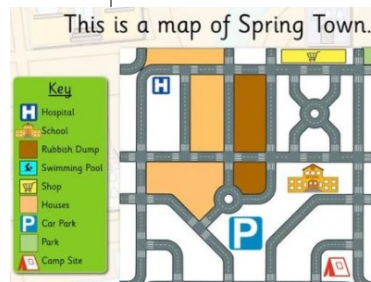 This is a map of Spring Town.
Key
H Hospital
School
Rubbish Dump
Swimming Pool
Shop
Houses
P Car Park
Park
Camp Site
H
P